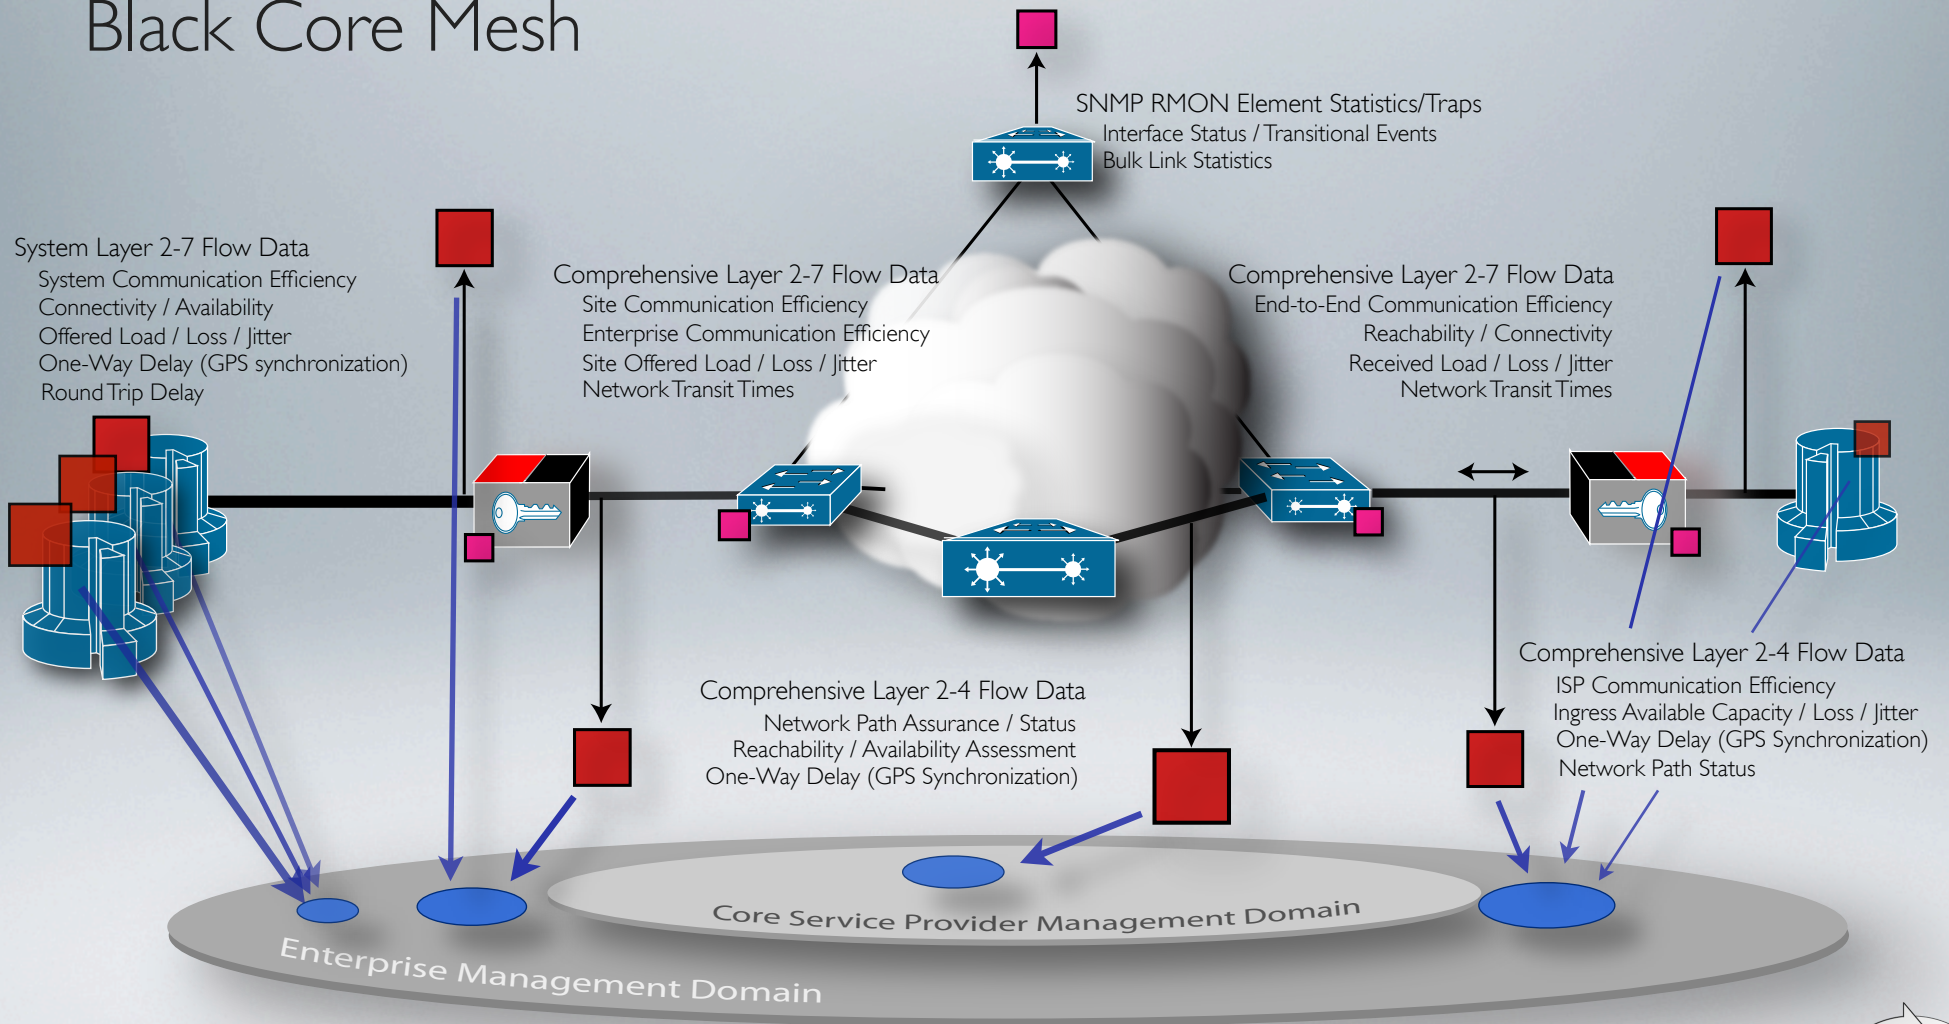 Black Core Mesh
SNMP RMON Element Statistics/Traps
Interface Status / Transitional Events
Bulk Link Statistics
System Layer 2-7 Flow Data
System Communication Efficiency
Connectivity / Availability
Offered Load / Loss / Jitter
One-Way Delay (GPS synchronization)
Round Trip Delay
Comprehensive Layer 2-7 Flow Data
Site Communication Efficiency
Enterprise Communication Efficiency
Site Offered Load / Loss / Jitter
Network Transit Times
Comprehensive Layer 2-7 Flow Data
End-to-End Communication Efficiency
Reachability / Connectivity
Received Load / Loss / Jitter
Network Transit Times
Comprehensive Layer 2-4 Flow Data
Network Path Assurance / Status
Reachability / Availability Assessment
One-Way Delay (GPS Synchronization)
Comprehensive Layer 2-4 Flow Data
ISP Communication Efficiency
Ingress Available Capacity / Loss / Jitter
One-Way Delay (GPS Synchronization)
Network Path Status
Core Service Provider Management Domain
Enterprise Management Domain